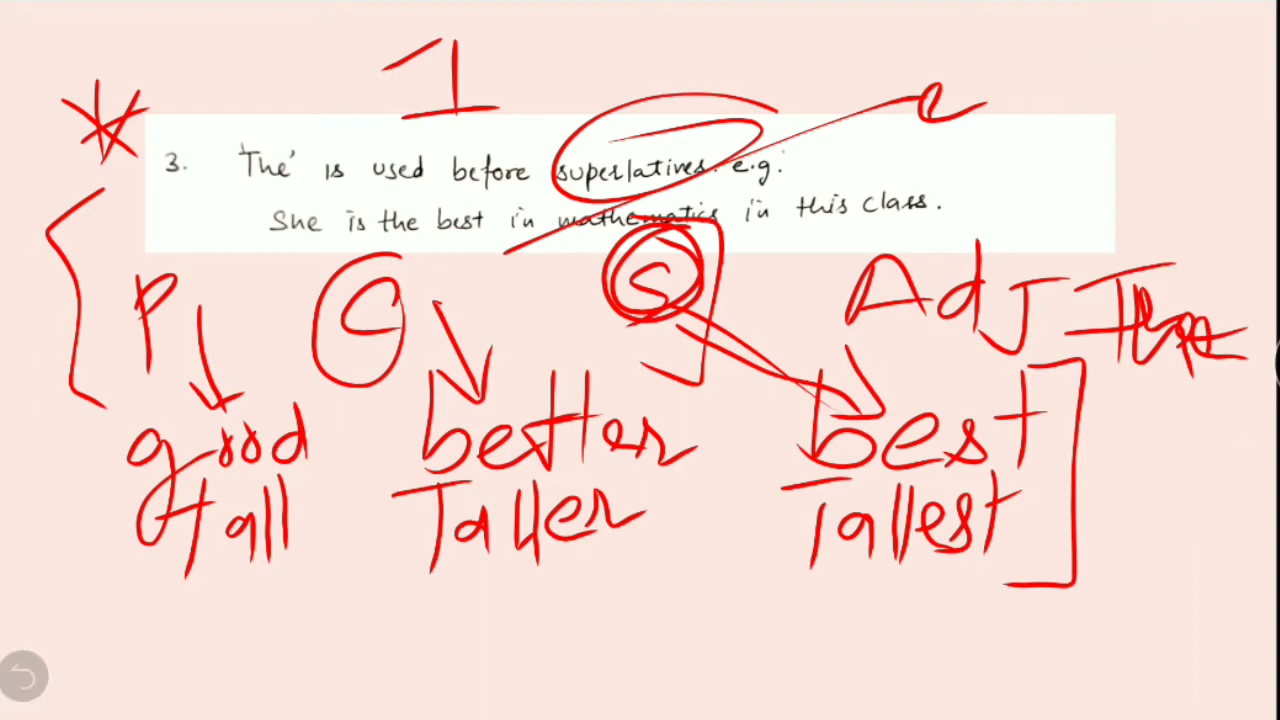 1
3. 'The' is used before superlatives. e.g:
She is the best in mathematics in this class.
P C S Adj
good better best
tall Taller Tallest